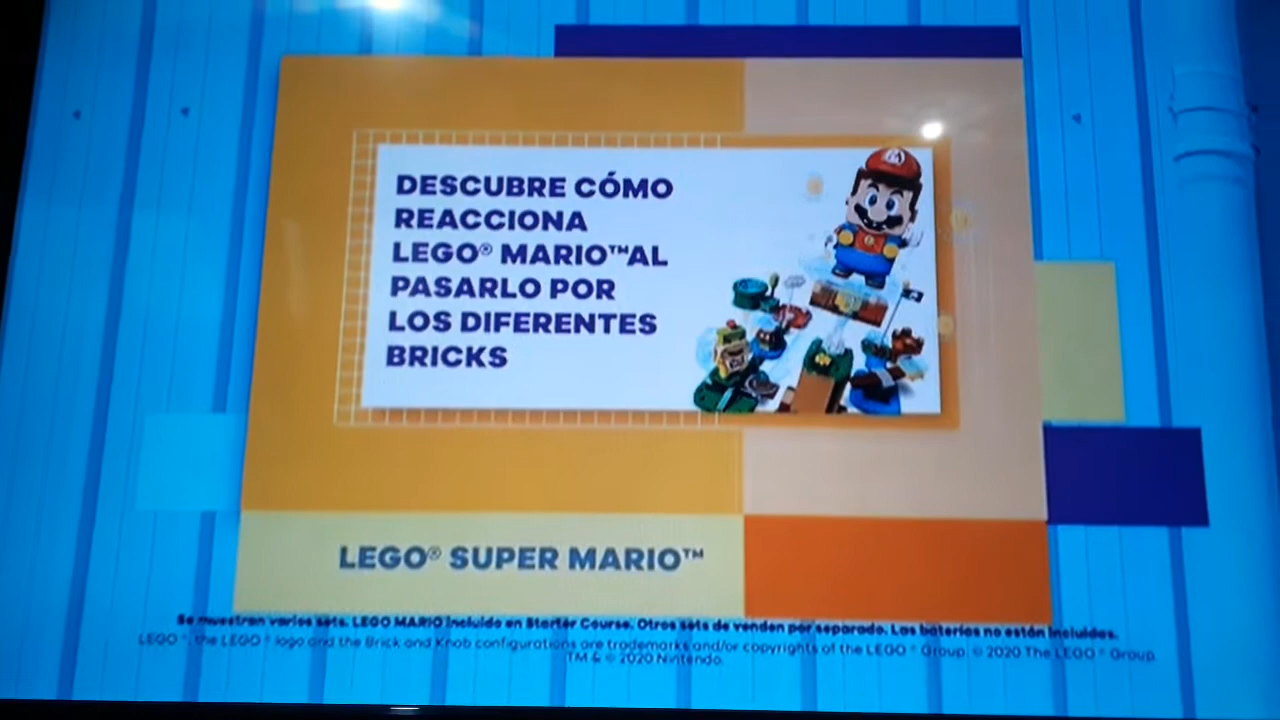 DESCUBRE CÓMO
REACCIONA
LEGO® MARIO™AL
PASARLO POR
LOS DIFERENTES
BRICKS
LEGO® SUPER MARIO™
Se muestran varios sets. LEGO MARIO incluido en Starter Course. Otros sets de venden por separado. Las baterías no están incluidas.
LEGO ®, the LEGO ® logo and the Brick and Knob configurations are trademarks and/or copyrights of the LEGO ® Group. © 2020 The LEGO ® Group.
TM & © 2020 Nintendo.